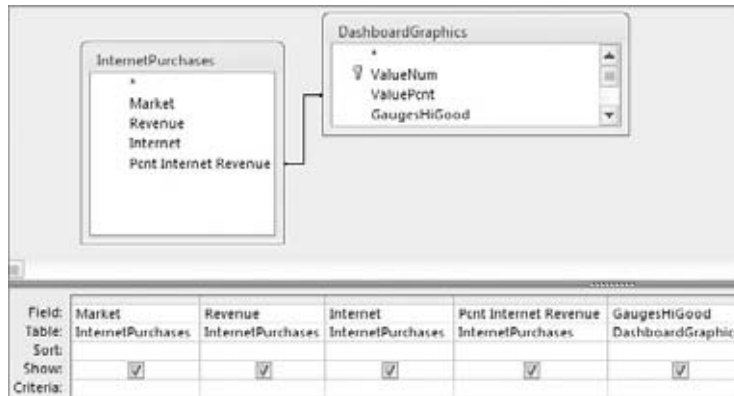 DashboardGraphics
*
ValueNum
ValuePcnt
GaugesHiGood
InternetPurchases
*
Market
Revenue
Internet
Pcnt Internet Revenue
Field: Market Revenue Internet Pcnt Internet Revenue GaugesHiGood
Table: InternetPurchases InternetPurchases InternetPurchases InternetPurchases DashboardGraphic
Sort:
Show:
Criteria: